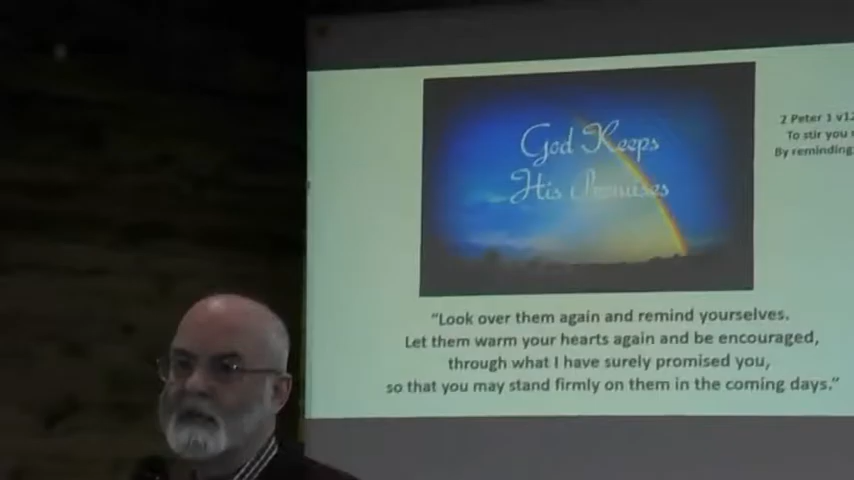 God Keeps
His Promises
2 Peter 1
To stir you
By reminding
"Look over them again and remind yourselves.
Let them warm your hearts again and be encouraged,
through what I have surely promised you,
so that you may stand firmly on them in the coming days."